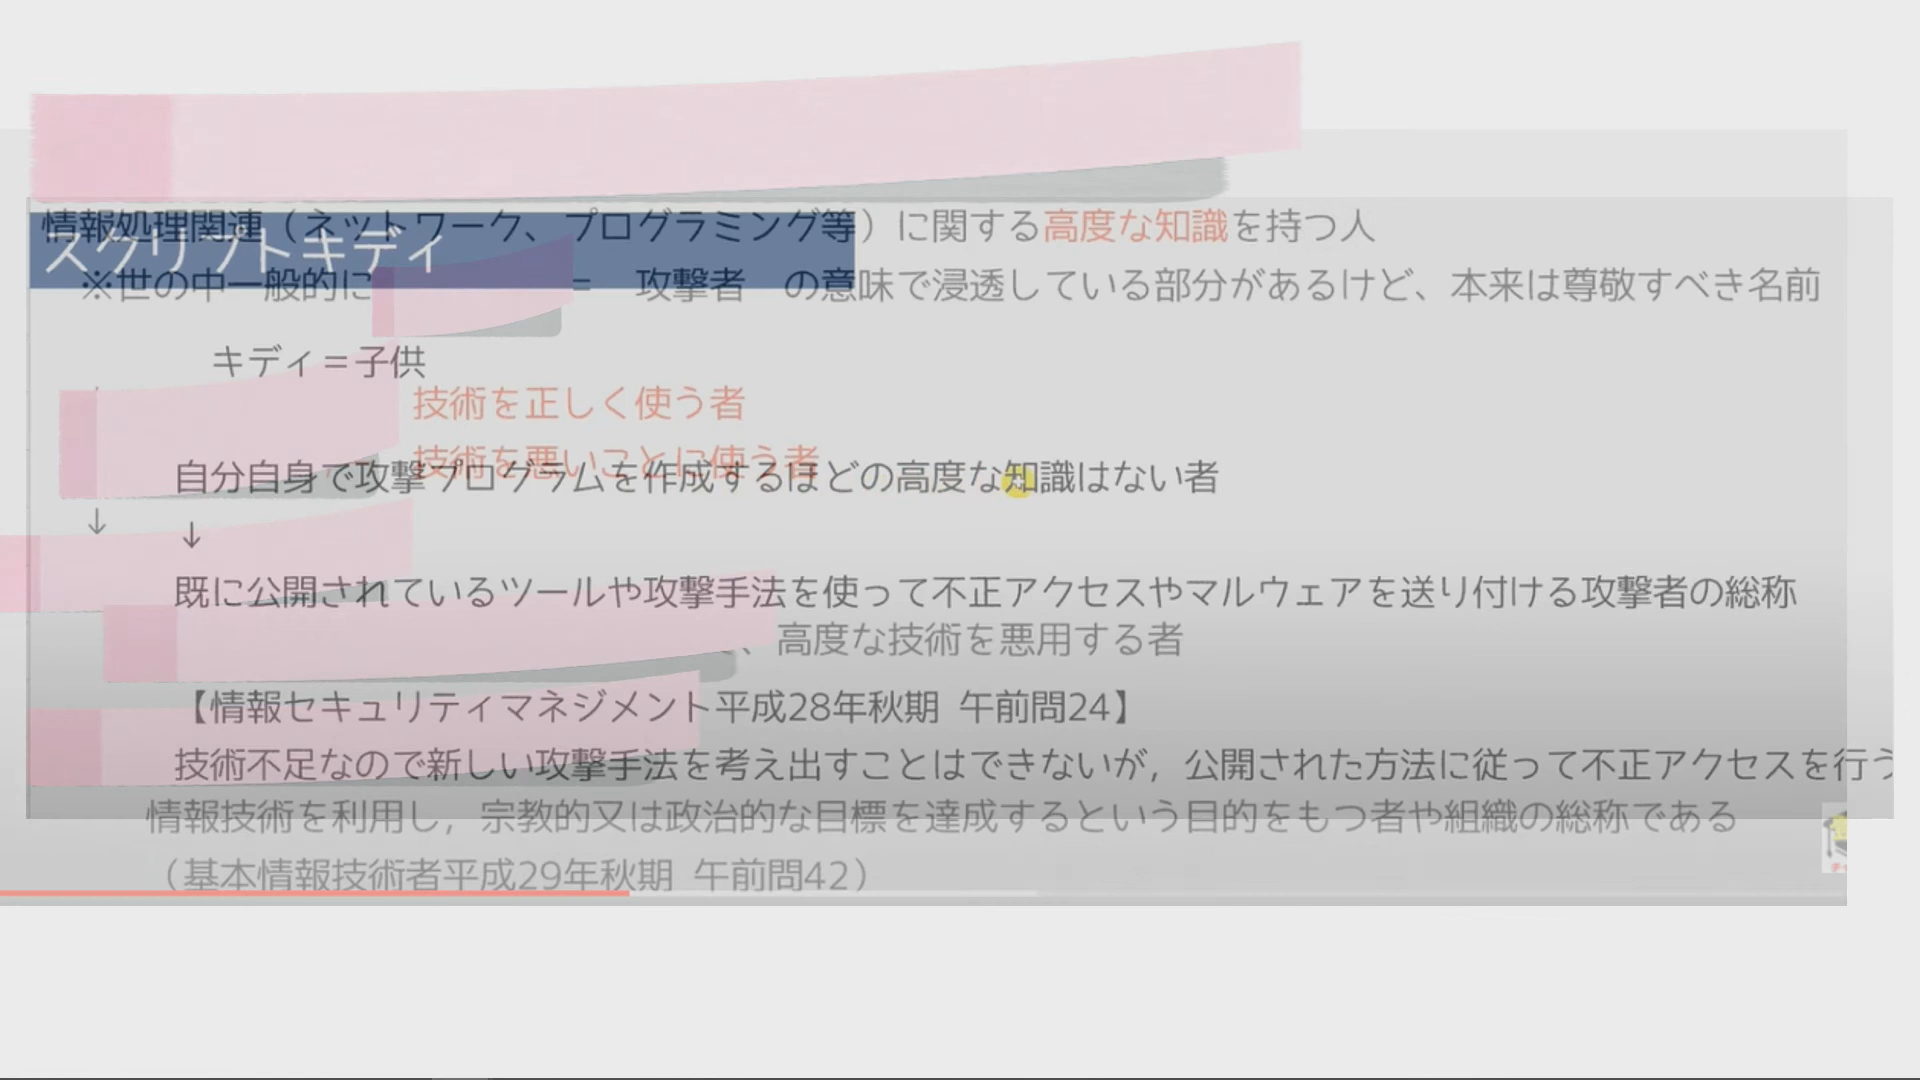 情報処理関連（ネットワーク、プログラミング等）に関する高度な知識を持つ人
スクリプトキディ
※世の中一般的に = 攻撃者 の意味で浸透している部分があるけど、本来は尊敬すべき名前
キディ＝子供
技術を正しく使う者
技術を悪いことに使う者
自分自身で攻撃プログラムを作成するほどの高度な知識はない者
↓
↓
既に公開されているツールや攻撃手法を使って不正アクセスやマルウェアを送り付ける攻撃者の総称
、高度な技術を悪用する者
【情報セキュリティマネジメント平成28年秋期 午前問24】
技術不足なので新しい攻撃手法を考え出すことはできないが，公開された方法に従って不正アクセスを行う
情報技術を利用し，宗教的又は政治的な目標を達成するという目的をもつ者や組織の総称である
（基本情報技術者平成29年秋期 午前問42）